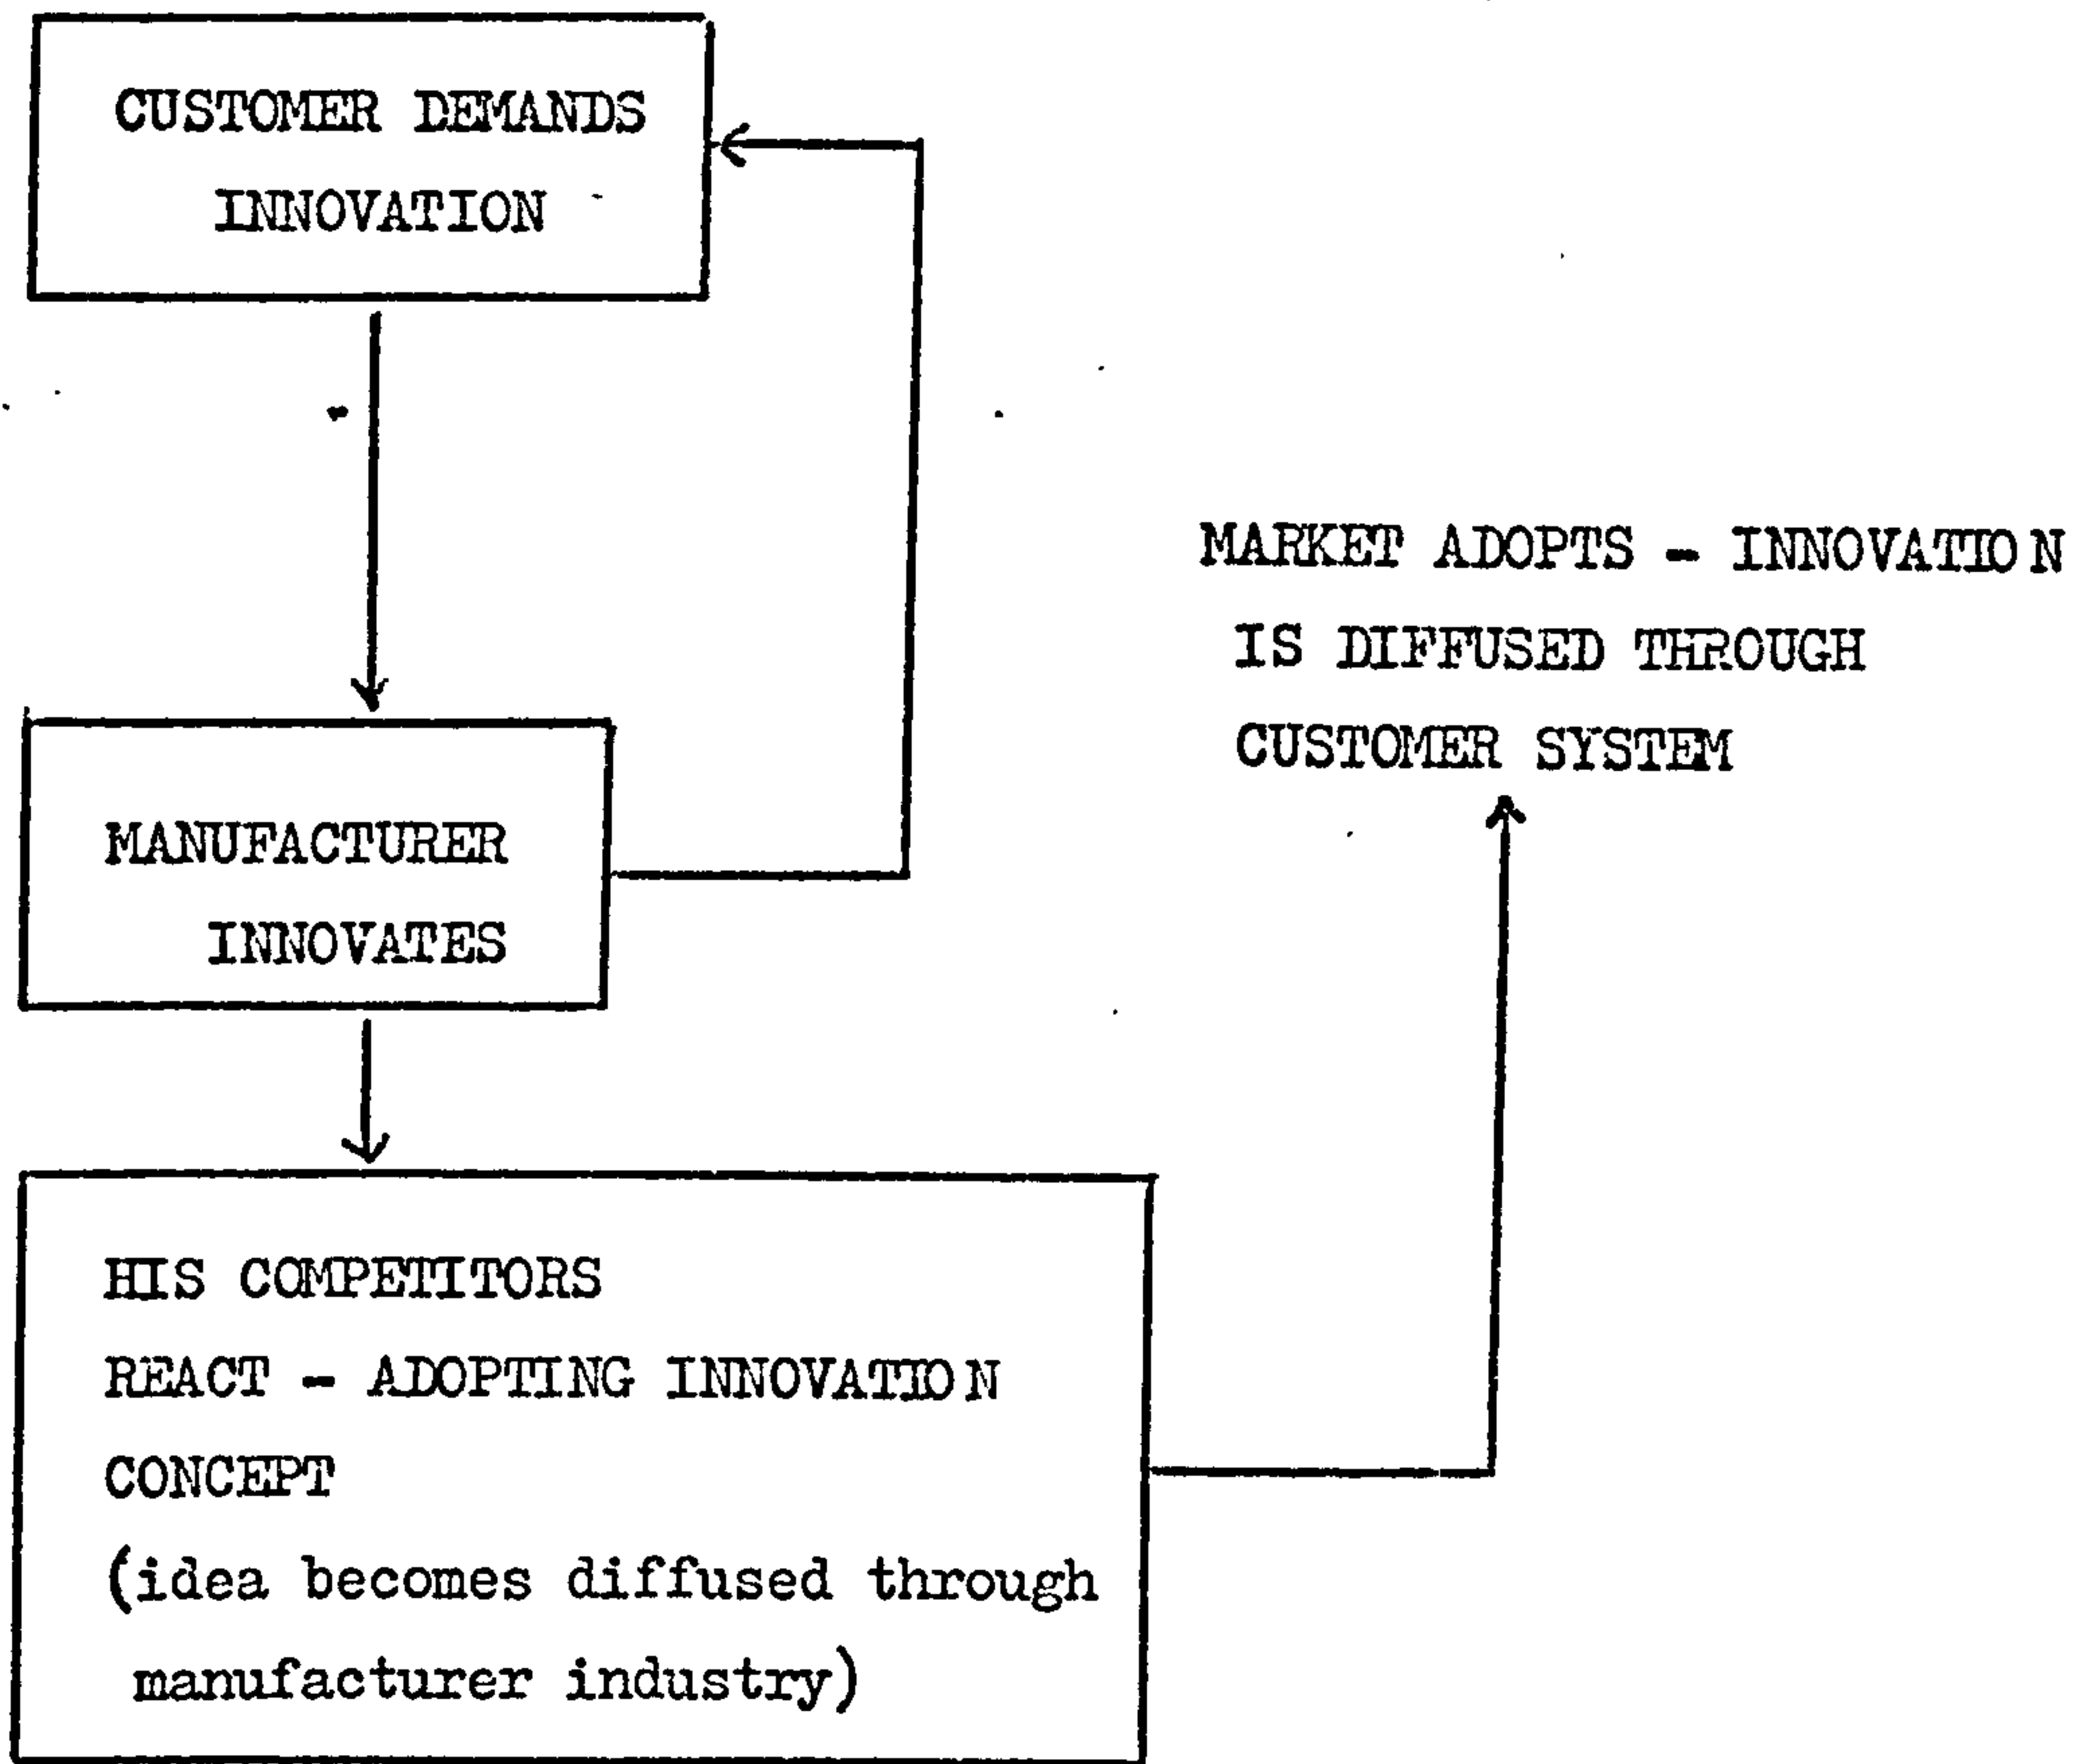 CUSTOMER DEMANDS
INNOVATION
MANUFACTURER
INNOVATES
MARKET ADOPTS - INNOVATION
IS DIFFUSED THROUGH
CUSTOMER SYSTEM
HIS COMPETITORS
REACT - ADOPTING INNOVATION
CONCEPT
(idea becomes diffused through
manufacturer industry)